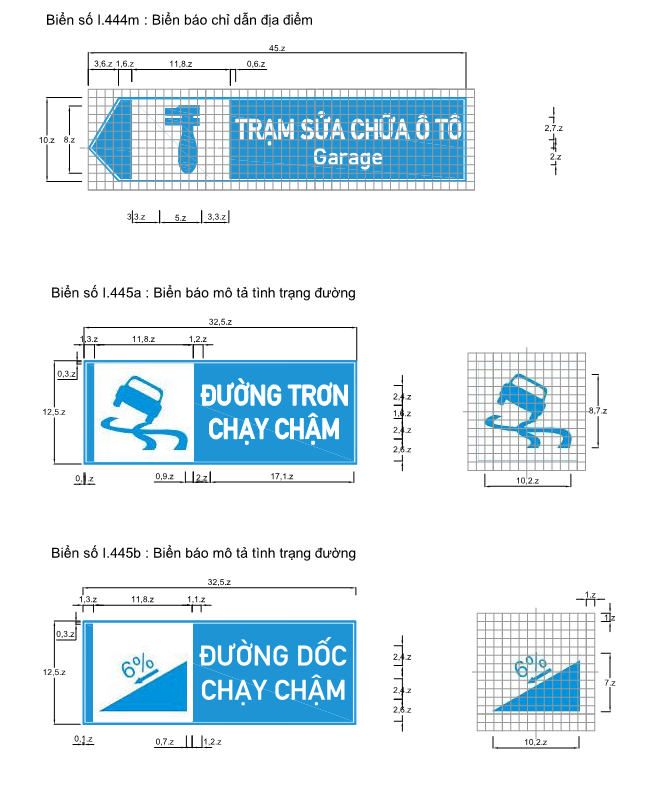 Biển số I.444m : Biển báo chỉ dẫn địa điểm
45.z
3,6.z 1,6.z 11,8.z 0,6.z
10.z 8.z
TRẠM SỬA CHỮA Ô TÔ
Garage
2,7.z
2.z
3,3.z 5.z 3,3.z
Biển số I.445a : Biển báo mô tả tình trạng đường
32,5.z
1,3.z 11,8.z 1,2.z
0,3.z
12,5.z
ĐƯỜNG TRƠN
CHẠY CHẬM
2,4.z
1,6.z
2,4.z
2,6.z
8,7.z
0,1.z 0,9.z 2.z 17,1.z
10,2.z
Biển số I.445b : Biển báo mô tả tình trạng đường
32,5.z
1,3.z 11,8.z 1,1.z
1.z
1.z
0,3.z
12,5.z
6%
ĐƯỜNG DỐC
CHẠY CHẬM
2,4.z
2,4.z
2,6.z
6%
7.z
0,1.z 0,7.z 1,2.z
10,2.z